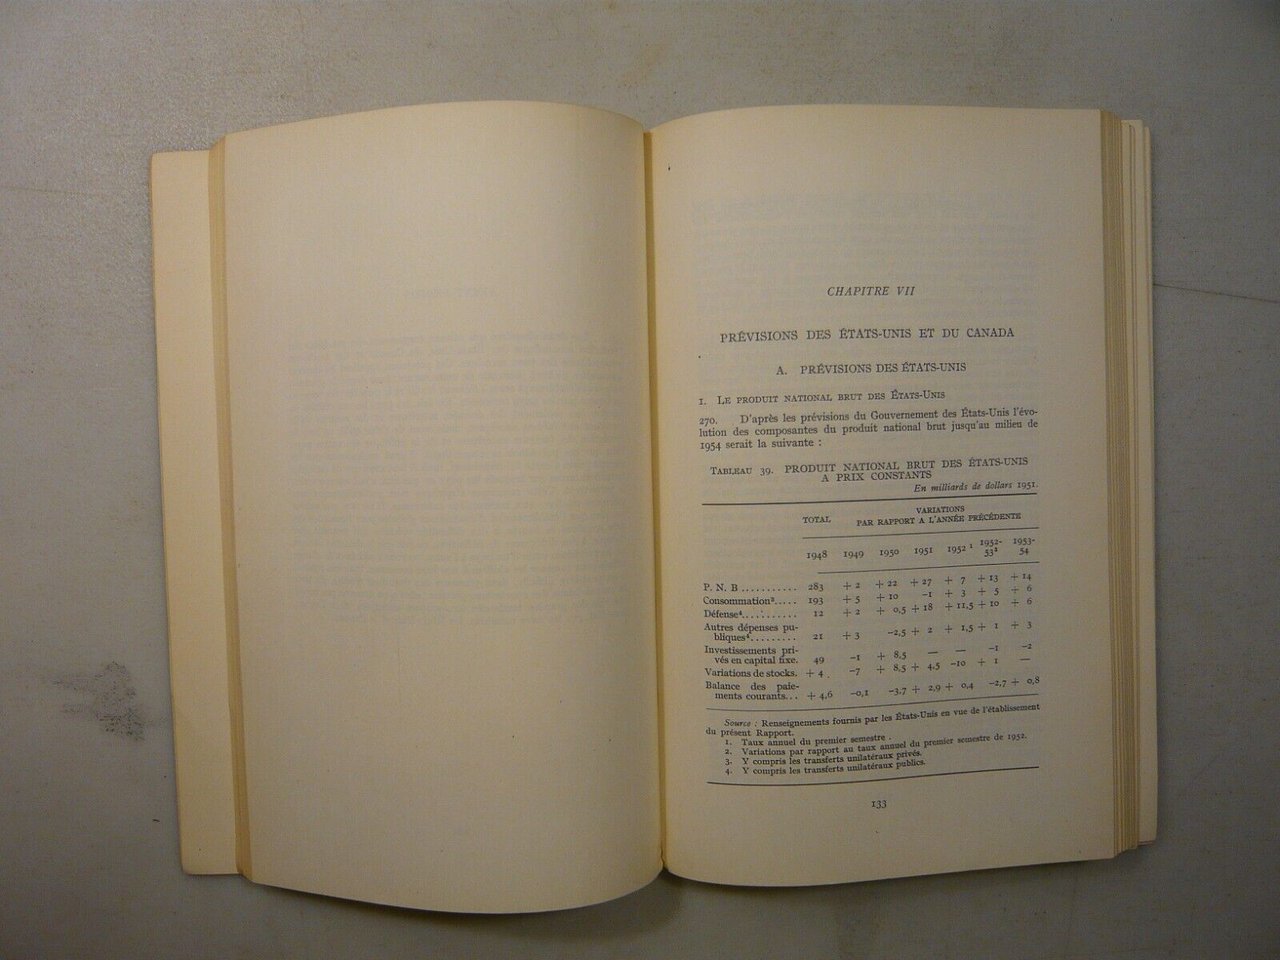 CHAPITRE VII
PRÉVISIONS DES ÉTATS-UNIS ET DU CANADA
A. PRÉVISIONS DES ÉTATS-UNIS
1. LE PRODUIT NATIONAL BRUT DES ÉTATS-UNIS
270. D'après les prévisions du Gouvernement des États-Unis l'évo-
lution des composantes du produit national brut jusqu'au milieu de
1954 serait la suivante :
TABLEAU 39. PRODUIT NATIONAL BRUT DES ÉTATS-UNIS
A PRIX CONSTANTS
En milliards de dollars 1951.
TOTAL VARIATIONS
PAR RAPPORT A L'ANNÉE PRÉCÉDENTE
1948 1949 1950 1951 1952¹ 1952-53² 1953-54
P. N. B........... 283 + 2 + 22 + 27 + 7 + 13 + 14
Consommation³..... 193 + 5 + 10 -1 + 3 + 5 + 6
Défense⁴........... 12 + 2 + 0,5 + 18 + 11,5 + 10 + 6
Autres dépenses pu-
bliques⁴......... 21 + 3 -2,5 + 2 + 1,5 + 1 + 3
Investissements pri-
vés en capital fixe. 49 -1 + 8,5 — — -1 -2
Variations de stocks. + 4 -7 + 8,5 + 4,5 -10 + 1 —
Balance des paie-
ments courants... + 4,6 -0,1 -3,7 + 2,9 + 0,4 -2,7 + 0,8
Source : Renseignements fournis par les États-Unis en vue de l'établissement
du présent Rapport.
1. Taux annuel du premier semestre.
2. Variations par rapport au taux annuel du premier semestre de 1952.
3. Y compris les transferts unilatéraux privés.
4. Y compris les transferts unilatéraux publics.
133